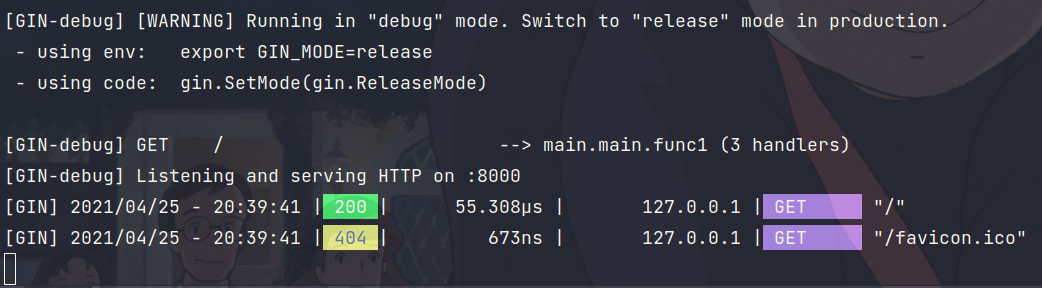 [GIN-debug] [WARNING] Running in "debug" mode. Switch to "release" mode in production.
 - using env:   export GIN_MODE=release
 - using code:  gin.SetMode(gin.ReleaseMode)

[GIN-debug] GET    /                         --> main.main.func1 (3 handlers)
[GIN-debug] Listening and serving HTTP on :8000
[GIN] 2021/04/25 - 20:39:41 | 200 |      55.308µs |       127.0.0.1 | GET      "/"
[GIN] 2021/04/25 - 20:39:41 | 404 |         673ns |       127.0.0.1 | GET      "/favicon.ico"